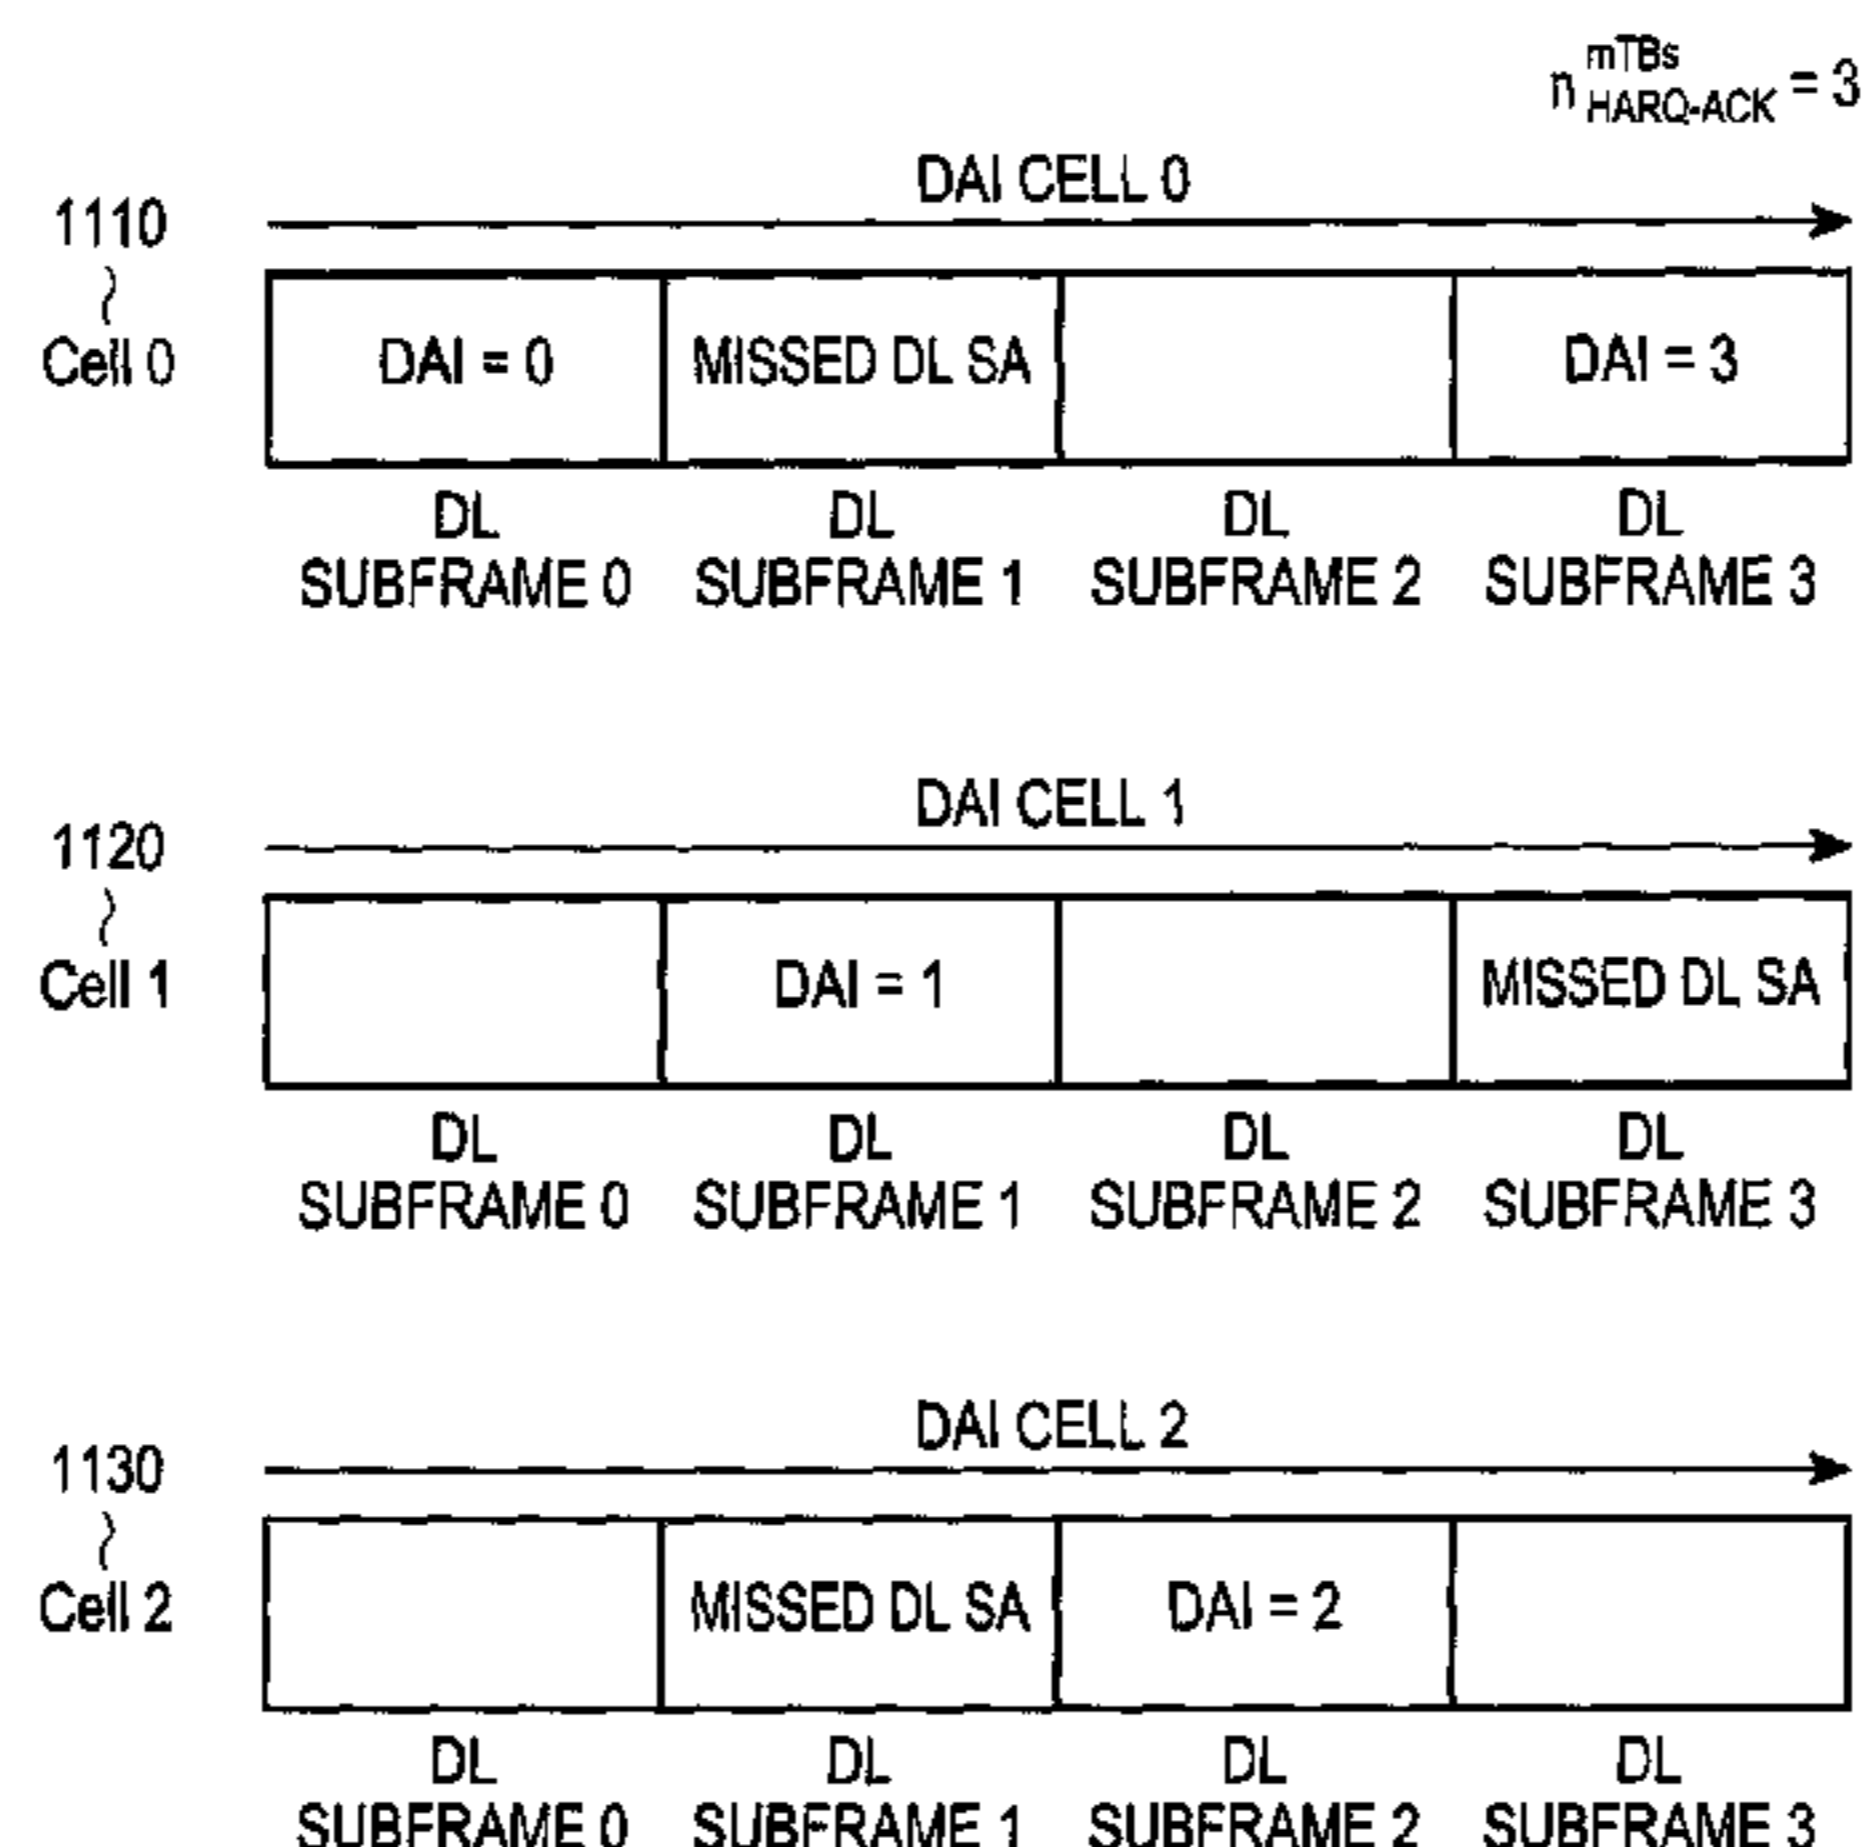 n mTBs HARQ-ACK = 3
DAI CELL 0
1110
Cell 0
DAI = 0 MISSED DL SA DAI = 3
DL DL DL DL
SUBFRAME 0 SUBFRAME 1 SUBFRAME 2 SUBFRAME 3
DAI CELL 1
1120
Cell 1
DAI = 1 MISSED DL SA
DL DL DL DL
SUBFRAME 0 SUBFRAME 1 SUBFRAME 2 SUBFRAME 3
DAI CELL 2
1130
Cell 2
MISSED DL SA DAI = 2
DL DL DL DL
SUBFRAME 0 SUBFRAME 1 SUBFRAME 2 SUBFRAME 3